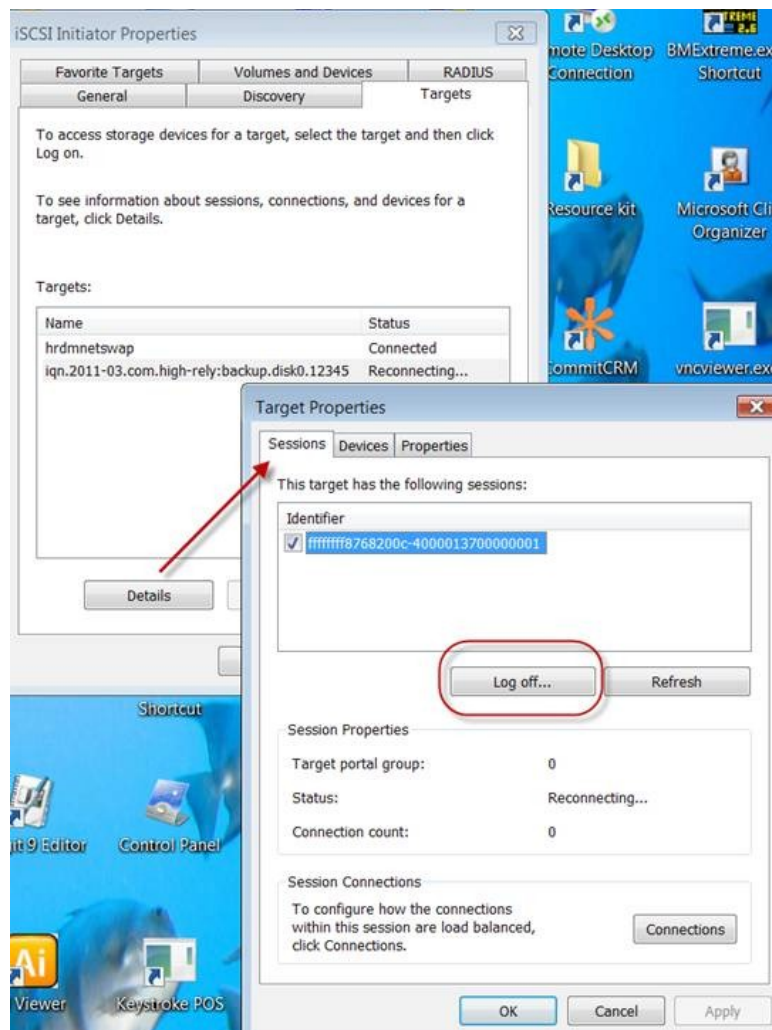 iSCSI Initiator Properties
Favorite Targets
Volumes and Devices
RADIUS
General
Discovery
Targets
To access storage devices for a target, select the target and then click
Log on.
To see information about sessions, connections, and devices for a
target, click Details.
Targets:
Name Status
hrdmnetswap Connected
iqn.2011-03.com.high-rely:backup.disk0.12345 Reconnecting...
Details
mote Desktop
Connection
BMExtreme.ex
Shortcut
Resource kit
Microsoft Cli
Organizer
ommitCRM
vncviewer.exe
Target Properties
Sessions
Devices
Properties
This target has the following sessions:
Identifier
ffffffff8768200c-4000013700000001
Log off...
Refresh
Session Properties
Target portal group: 0
Status: Reconnecting...
Connection count: 0
Session Connections
To configure how the connections
within this session are load balanced,
click Connections.
Connections
OK
Cancel
Apply
Shortcut
it 9 Editor
Control Panel
Ai
Viewer
Keystroke POS